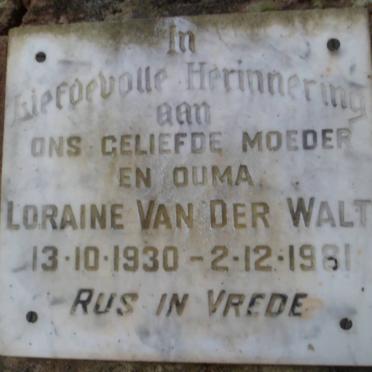 In
Liefdevolle Herinnering
aan
ONS GELIEFDE MOEDER
EN OUMA
LORAINE VAN DER WALT
13·10·1930 – 2·12·1981
RUS IN VREDE